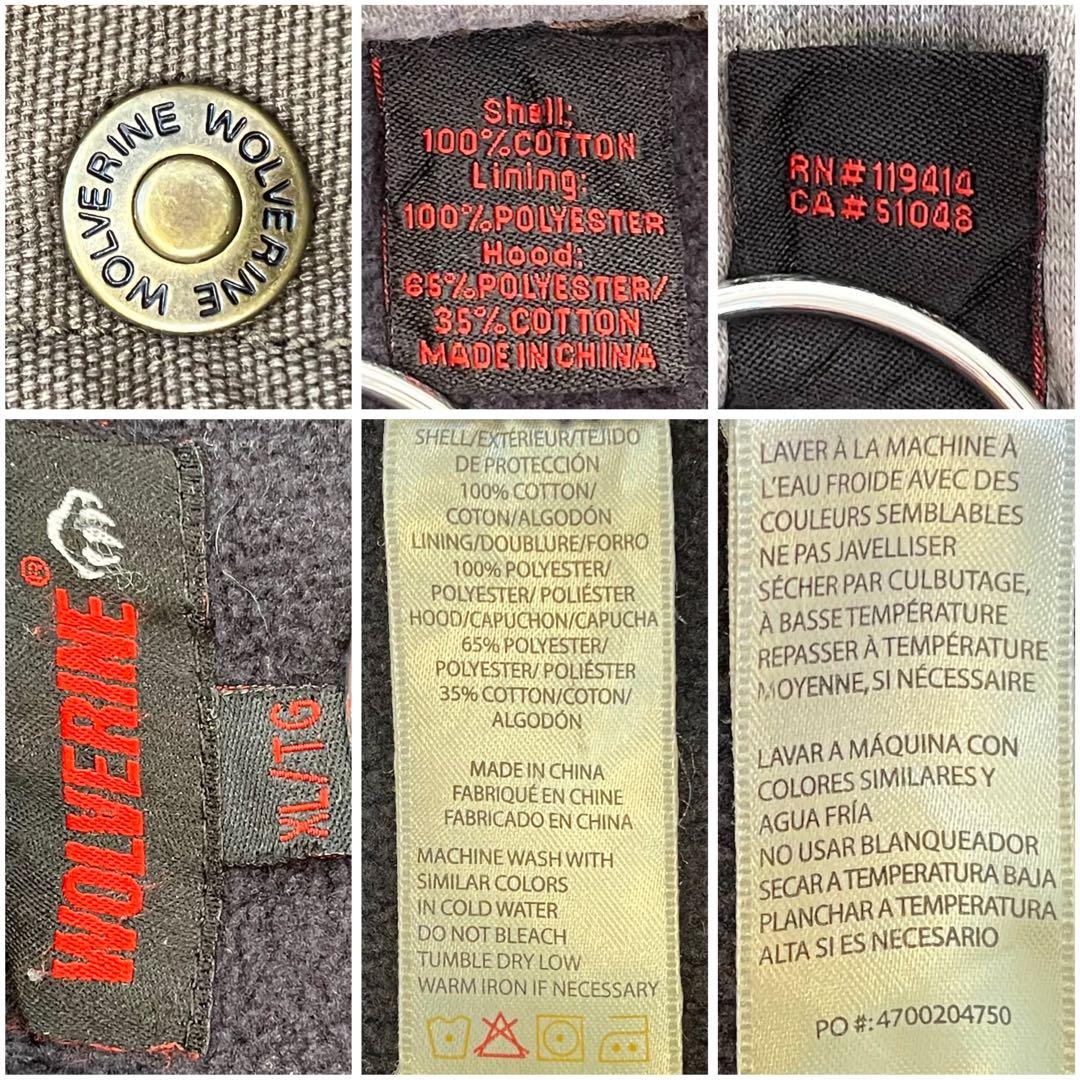 WOLVERINE WOLVERINE
Shell:
100%COTTON
Lining:
100%POLYESTER
Hood:
65%POLYESTER/
35%COTTON
MADE IN CHINA
RN#119414
CA#51048
WOLVERINE®
XL/TG
SHELL/EXTÉRIEUR/TEJIDO
DE PROTECCIÓN
100% COTTON/
COTON/ALGODÓN
LINING/DOUBLURE/FORRO
100% POLYESTER/
POLYESTER/ POLIÉSTER
HOOD/CAPUCHON/CAPUCHA
65% POLYESTER/
POLYESTER/ POLIÉSTER
35% COTTON/COTON/
ALGODÓN
MADE IN CHINA
FABRIQUÉ EN CHINE
FABRICADO EN CHINA
MACHINE WASH WITH
SIMILAR COLORS
IN COLD WATER
DO NOT BLEACH
TUMBLE DRY LOW
WARM IRON IF NECESSARY
LAVER À LA MACHINE À
L'EAU FROIDE AVEC DES
COULEURS SEMBLABLES
NE PAS JAVELLISER
SÉCHER PAR CULBUTAGE,
À BASSE TEMPÉRATURE
REPASSER À TEMPÉRATURE
MOYENNE, SI NÉCESSAIRE
LAVAR A MÁQUINA CON
COLORES SIMILARES Y
AGUA FRÍA
NO USAR BLANQUEADOR
SECAR A TEMPERATURA BAJA
PLANCHAR A TEMPERATURA
ALTA SI ES NECESARIO
PO #: 4700204750